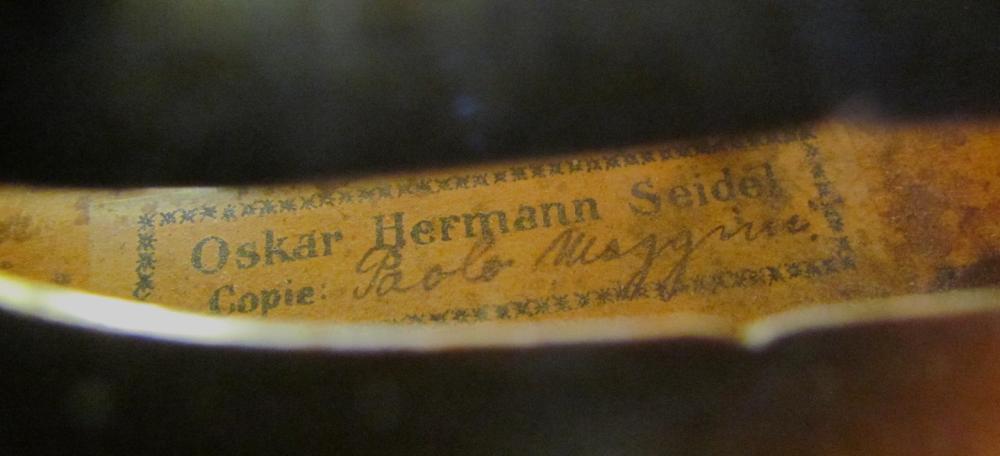 Oskar Hermann Seidel
Copie: Paolo Maggini